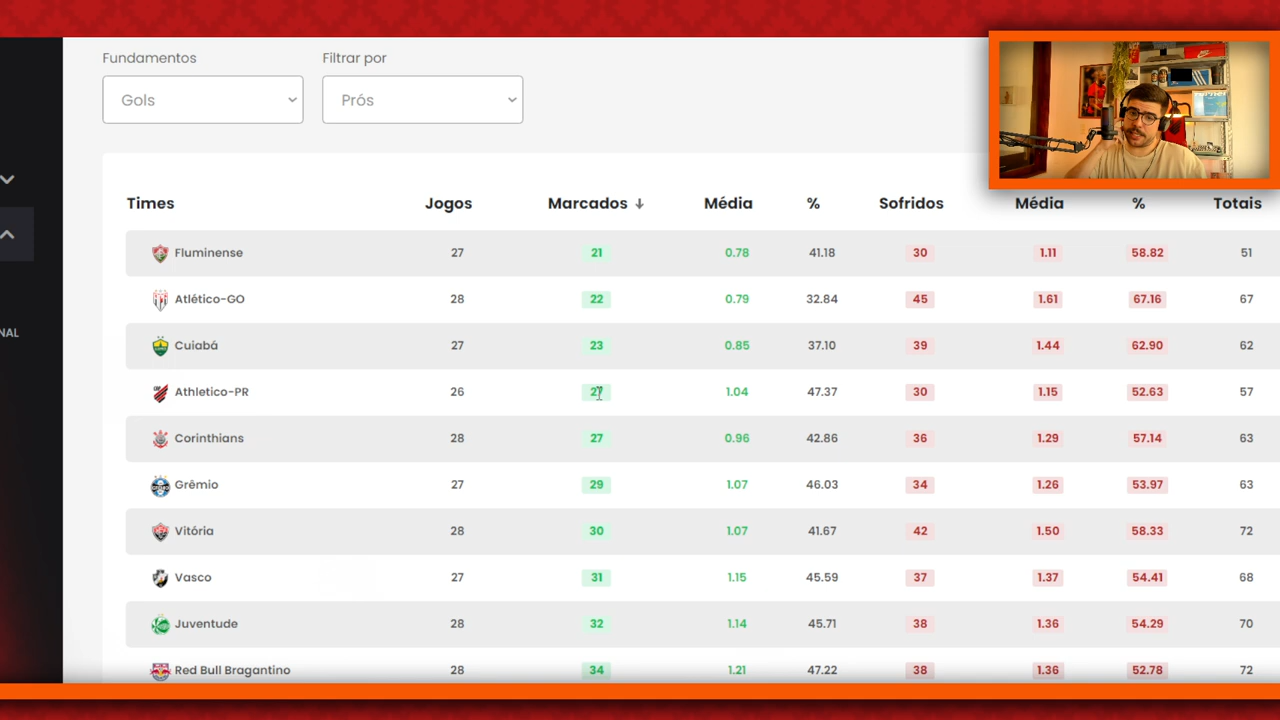 Fundamentos Filtrar por
Gols Prós
Times Jogos Marcados Média % Sofridos Média % Totais
Fluminense 27 21 0.78 41.18 30 1.11 58.82 51
Atlético-GO 28 22 0.79 32.84 45 1.61 67.16 67
Cuiabá 27 23 0.85 37.10 39 1.44 62.90 62
NAL
Athletico-PR 26 27 1.04 47.37 30 1.15 52.63 57
Corinthians 28 27 0.96 42.86 36 1.29 57.14 63
Grêmio 27 29 1.07 46.03 34 1.26 53.97 63
Vitória 28 30 1.07 41.67 42 1.50 58.33 72
Vasco 27 31 1.15 45.59 37 1.37 54.41 68
Juventude 28 32 1.14 45.71 38 1.36 54.29 70
Red Bull Bragantino 28 34 1.21 47.22 38 1.36 52.78 72